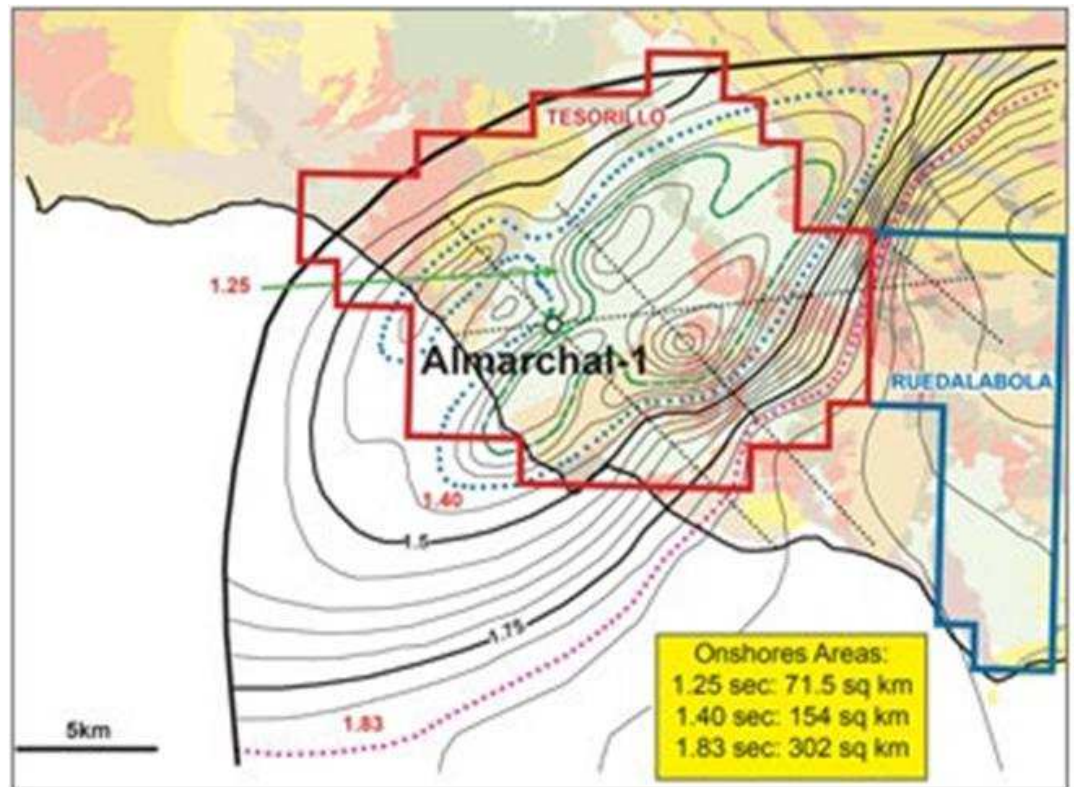 TESORILLO
1.25
Almarchal-1
RUEDALABOLA
1.40
1.5
1.75
1.83
5km
Onshores Areas:
1.25 sec: 71.5 sq km
1.40 sec: 154 sq km
1.83 sec: 302 sq km